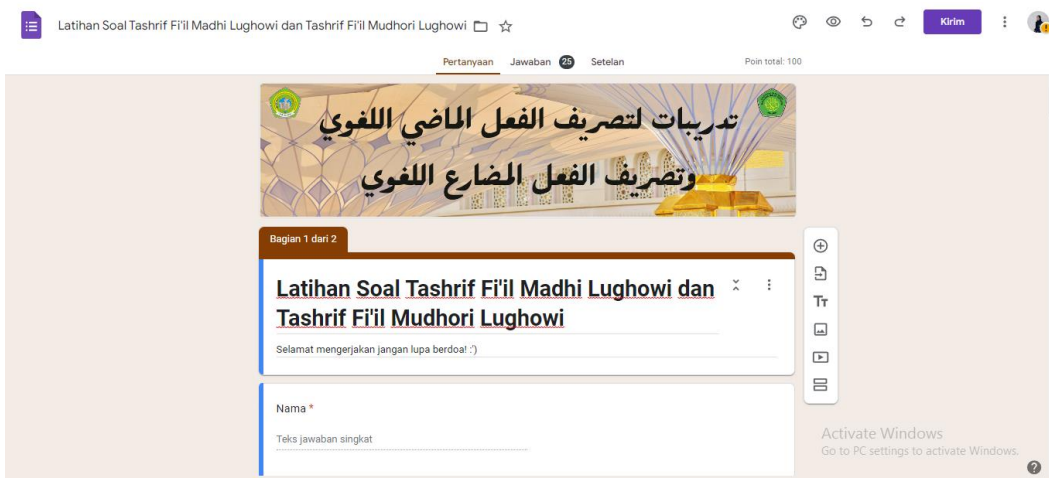 Latihan Soal Tashrif Fi'il Madhi Lughowi dan Tashrif Fi'il Mudhori Lughowi
Kirim
Pertanyaan Jawaban 25 Setelan Poin total: 100
تدريبات لتصريف الفعل الماضي اللغوي
وتصريف الفعل المضارع اللغوي
Bagian 1 dari 2
Latihan Soal Tashrif Fi'il Madhi Lughowi dan
Tashrif Fi'il Mudhori Lughowi
Selamat mengerjakan jangan lupa berdoa! :')
Nama *
Teks jawaban singkat
Activate Windows
Go to PC settings to activate Windows.